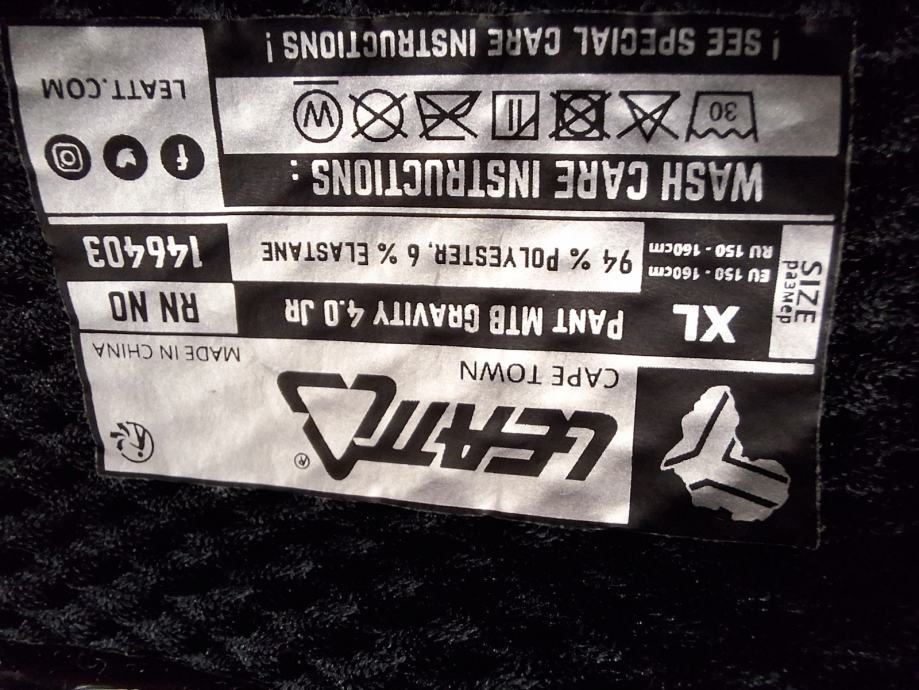 LEATT
®
CAPE TOWN
MADE IN CHINA
SIZE
размер
XL
EU 150 - 160cm
RU 150 - 160cm
PANT MTB GRAVITY 4.0 JR
RN NO
94 % POLYESTER, 6 % ELASTANE
146403
WASH CARE INSTRUCTIONS :
30
W
f
LEATT.COM
! SEE SPECIAL CARE INSTRUCTIONS !